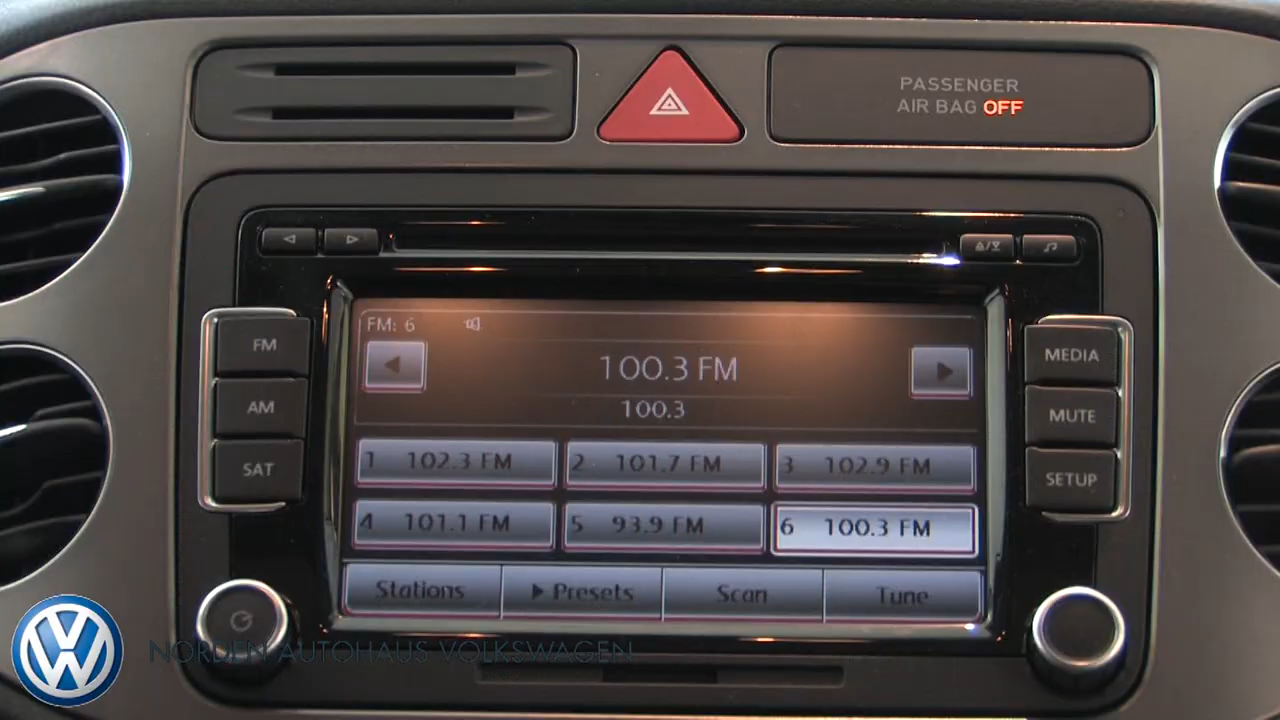 PASSENGER
AIR BAG OFF
FM: 6
FM
100.3 FM
MEDIA
AM
100.3
MUTE
SAT
1 102.3 FM
2 101.7 FM
3 102.9 FM
SETUP
4 101.1 FM
5 93.9 FM
6 100.3 FM
Stations
Presets
Scan
Tune
NORDEN AUTOHAUS VOLKSWAGEN